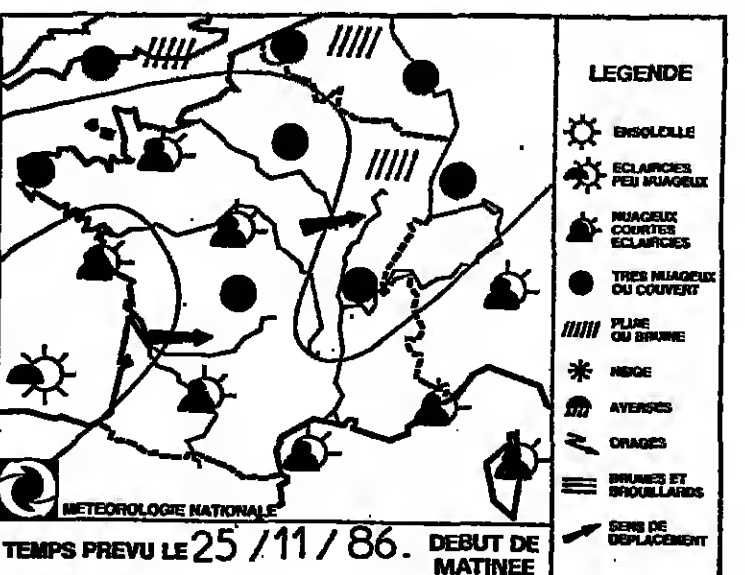 LEGENDE
ENSOLEILLE
ECLAIRCIES
PEU NUAGEUX
NUAGEUX
COURTES
ECLAIRCIES
TRES NUAGEUX
OU COUVERT
PLUIE
OU BRUINE
NEIGE
AVERSES
ORAGES
BRUMES ET
BROUILLARDS
SENS DE
DEPLACEMENT
METEOROLOGIE NATIONALE
TEMPS PREVU LE 25 / 11 / 86. DEBUT DE
MATINEE